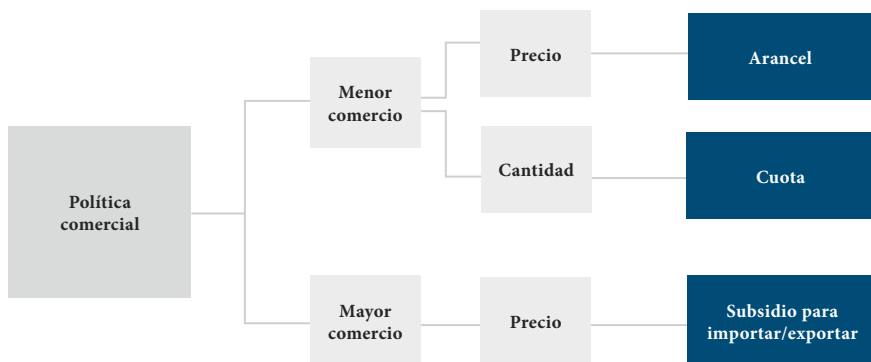 Política
comercial
Menor
comercio
Precio
Arancel
Cantidad
Cuota
Mayor
comercio
Precio
Subsidio para
importar/exportar